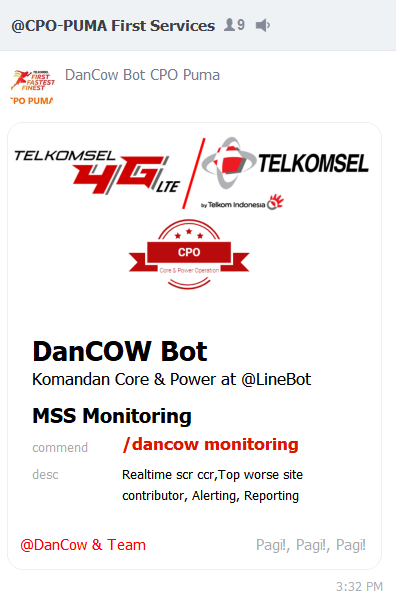 @CPO-PUMA First Services 9
DanCow Bot CPO Puma
TELKOMSEL
FIRST
FASTEST
FINEST
CPO PUMA
TELKOMSEL
4G LTE
TELKOMSEL
by Telkom Indonesia
CPO
Core & Power Operation
DanCOW Bot
Komandan Core & Power at @LineBot
MSS Monitoring
commend /dancow monitoring
desc Realtime scr ccr,Top worse site
contributor, Alerting, Reporting
@DanCow & Team Pagi!, Pagi!, Pagi!
3:32 PM